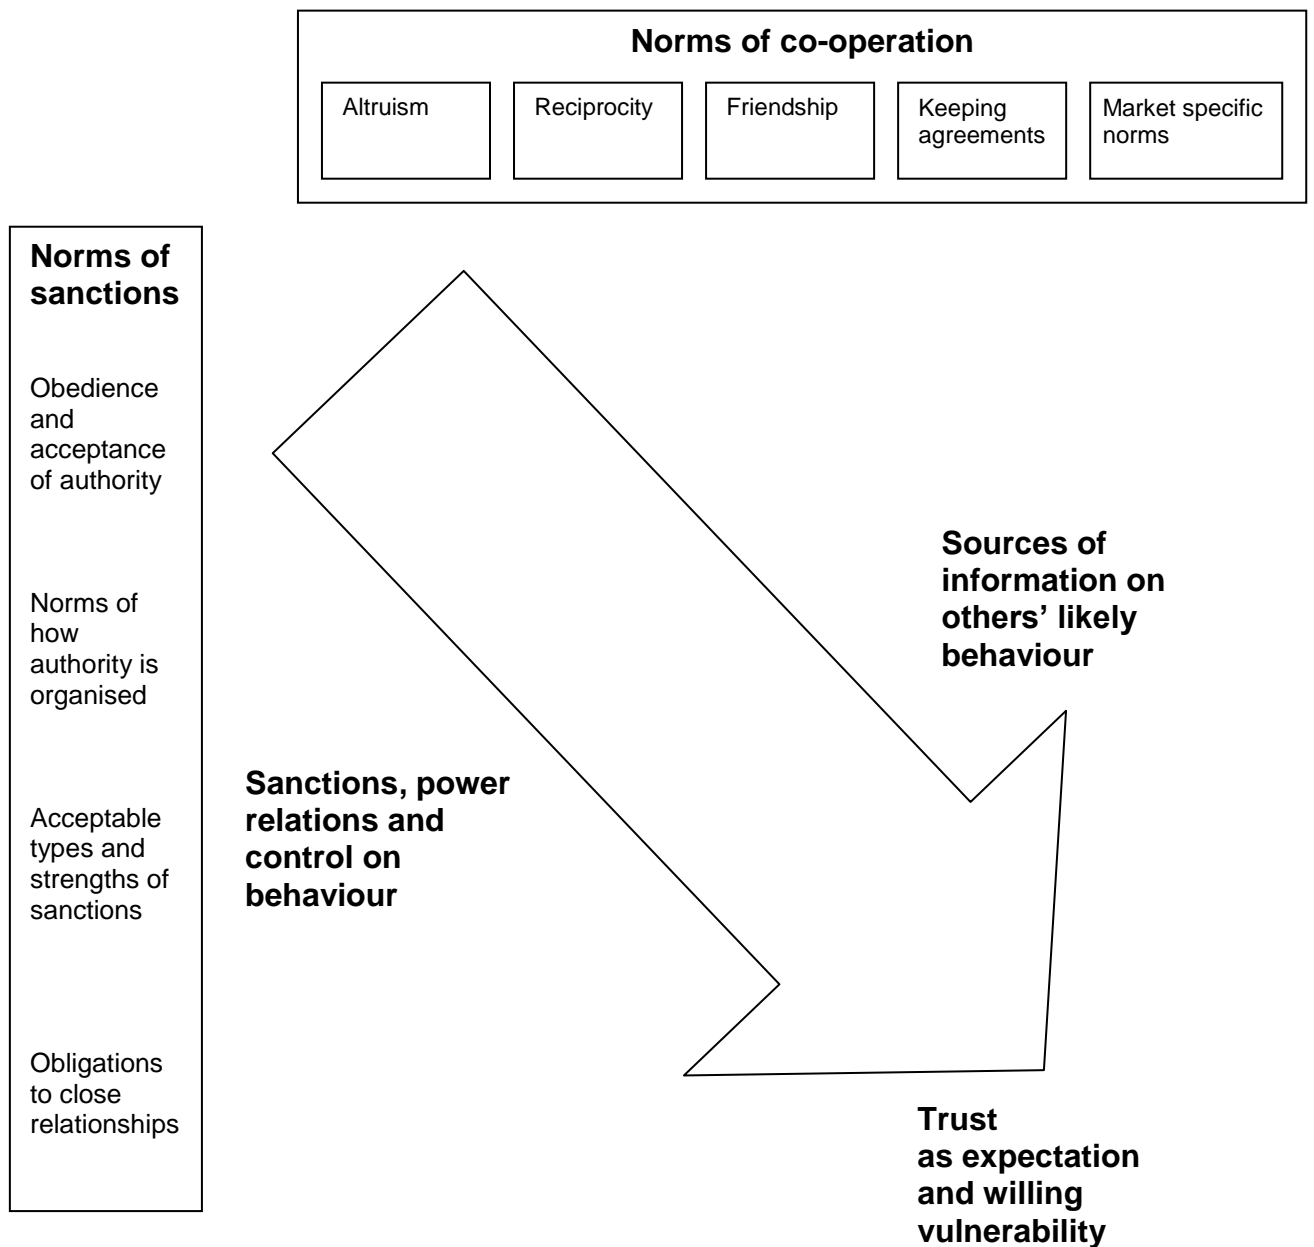 Norms of co-operation
Altruism
Reciprocity
Friendship
Keeping
agreements
Market specific
norms
Norms of
sanctions
Obedience
and
acceptance
of authority
Norms of
how
authority is
organised
Acceptable
types and
strengths of
sanctions
Obligations
to close
relationships
Sources of
information on
others’ likely
behaviour
Sanctions, power
relations and
control on
behaviour
Trust
as expectation
and willing
vulnerability